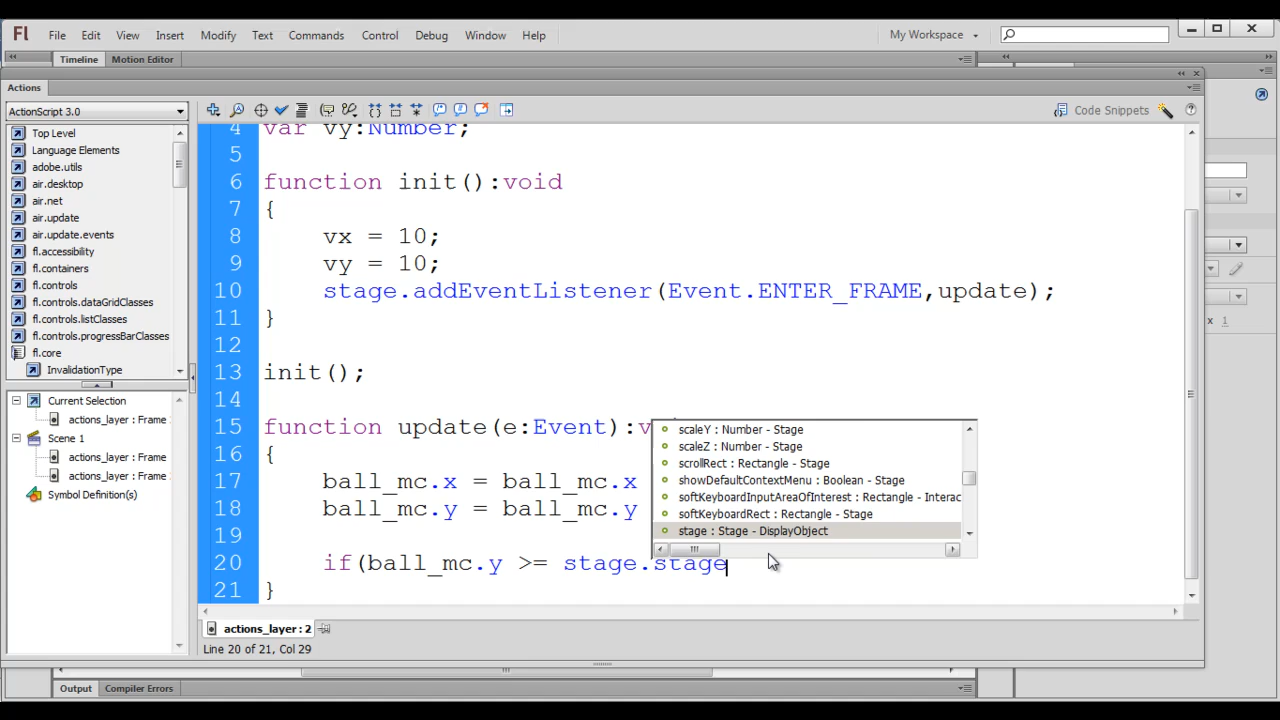 Fl File Edit View Insert Modify Text Commands Control Debug Window Help My Workspace
Timeline Motion Editor
Actions
ActionScript 3.0
Code Snippets
Top Level
Language Elements
adobe.utils
air.desktop
air.net
air.update
air.update.events
fl.accessibility
fl.containers
fl.controls
fl.controls.dataGridClasses
fl.controls.listClasses
fl.controls.progressBarClasses
fl.core
InvalidationType
Current Selection
actions_layer : Frame
Scene 1
actions_layer : Frame
actions_layer : Frame
Symbol Definition(s)
4 var vy:Number;
5
6 function init():void
7 {
8 vx = 10;
9 vy = 10;
10 stage.addEventListener(Event.ENTER_FRAME,update);
11 }
12
13 init();
14
15 function update(e:Event):v
16 {
17 ball_mc.x = ball_mc.x
18 ball_mc.y = ball_mc.y
19
20 if(ball_mc.y >= stage.stage
21 }
scaleY : Number - Stage
scaleZ : Number - Stage
scrollRect : Rectangle - Stage
showDefaultContextMenu : Boolean - Stage
softKeyboardInputAreaOfInterest : Rectangle - Interac
softKeyboardRect : Rectangle - Stage
stage : Stage - DisplayObject
x 1
actions_layer : 2
Line 20 of 21, Col 29
Output Compiler Errors